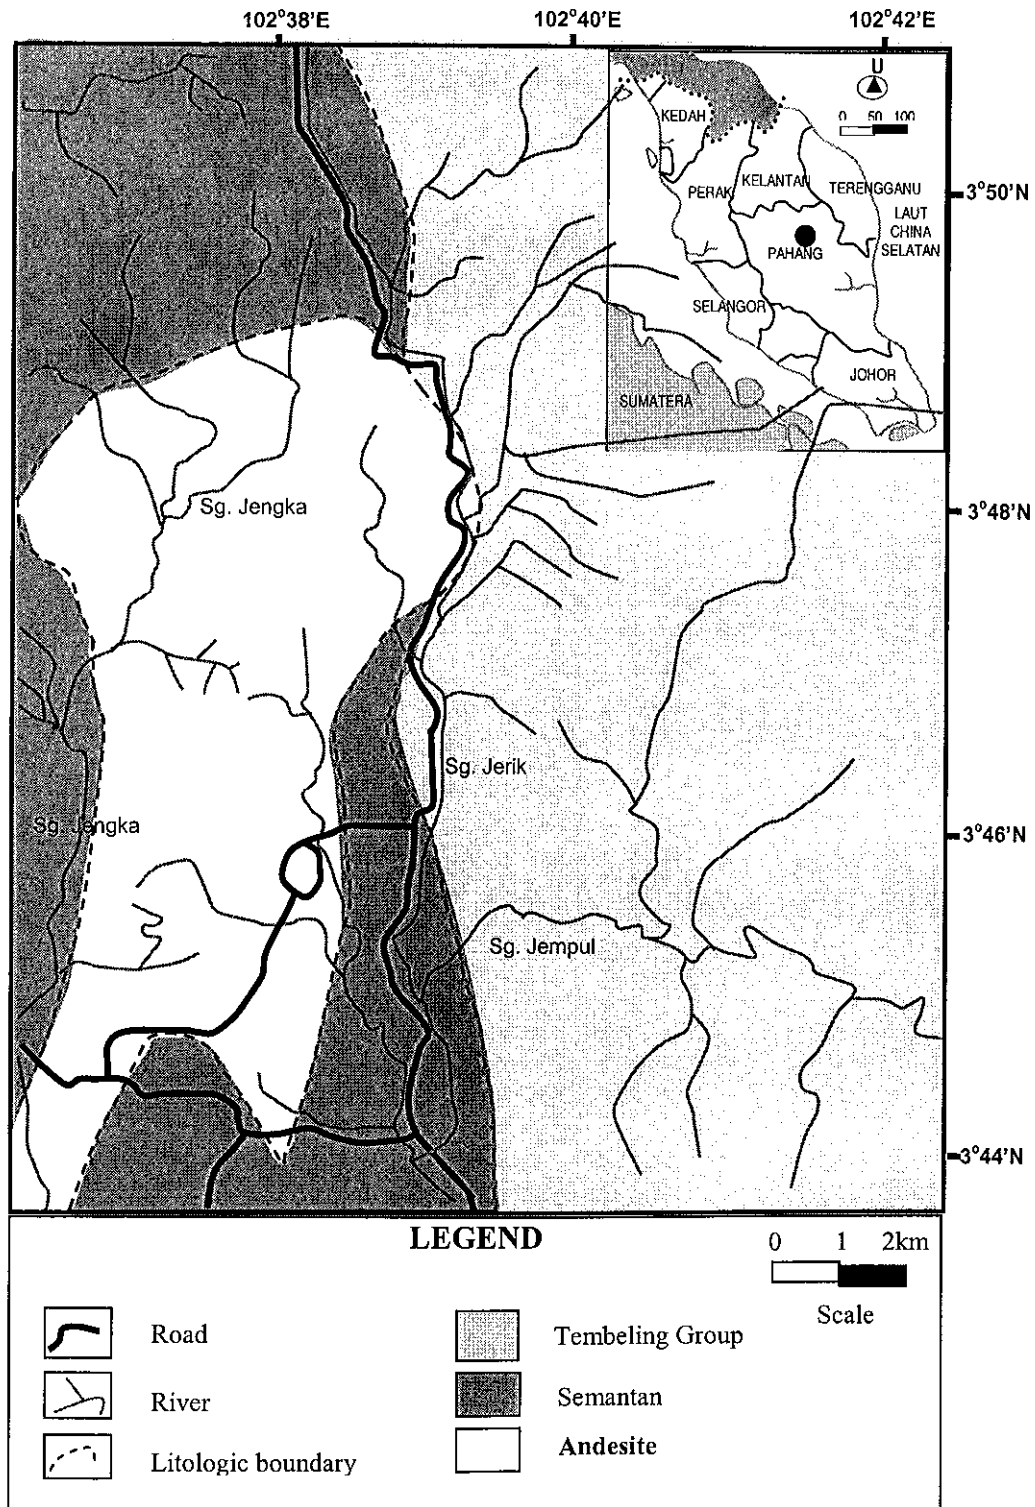 102°38'E 102°40'E 102°42'E
U
0 50 100
KEDAH
PERAK
KELANTAN
TERENGGANU
LAUT
CHINA
SELATAN
PAHANG
SELANGOR
JOHOR
SUMATERA
3°50'N
Sg. Jengka
3°48'N
Sg. Jerik
Sg. Jengka
3°46'N
Sg. Jempul
3°44'N
LEGEND
0 1 2km
Scale
Road
River
Litologic boundary
Tembeling Group
Semantan
Andesite